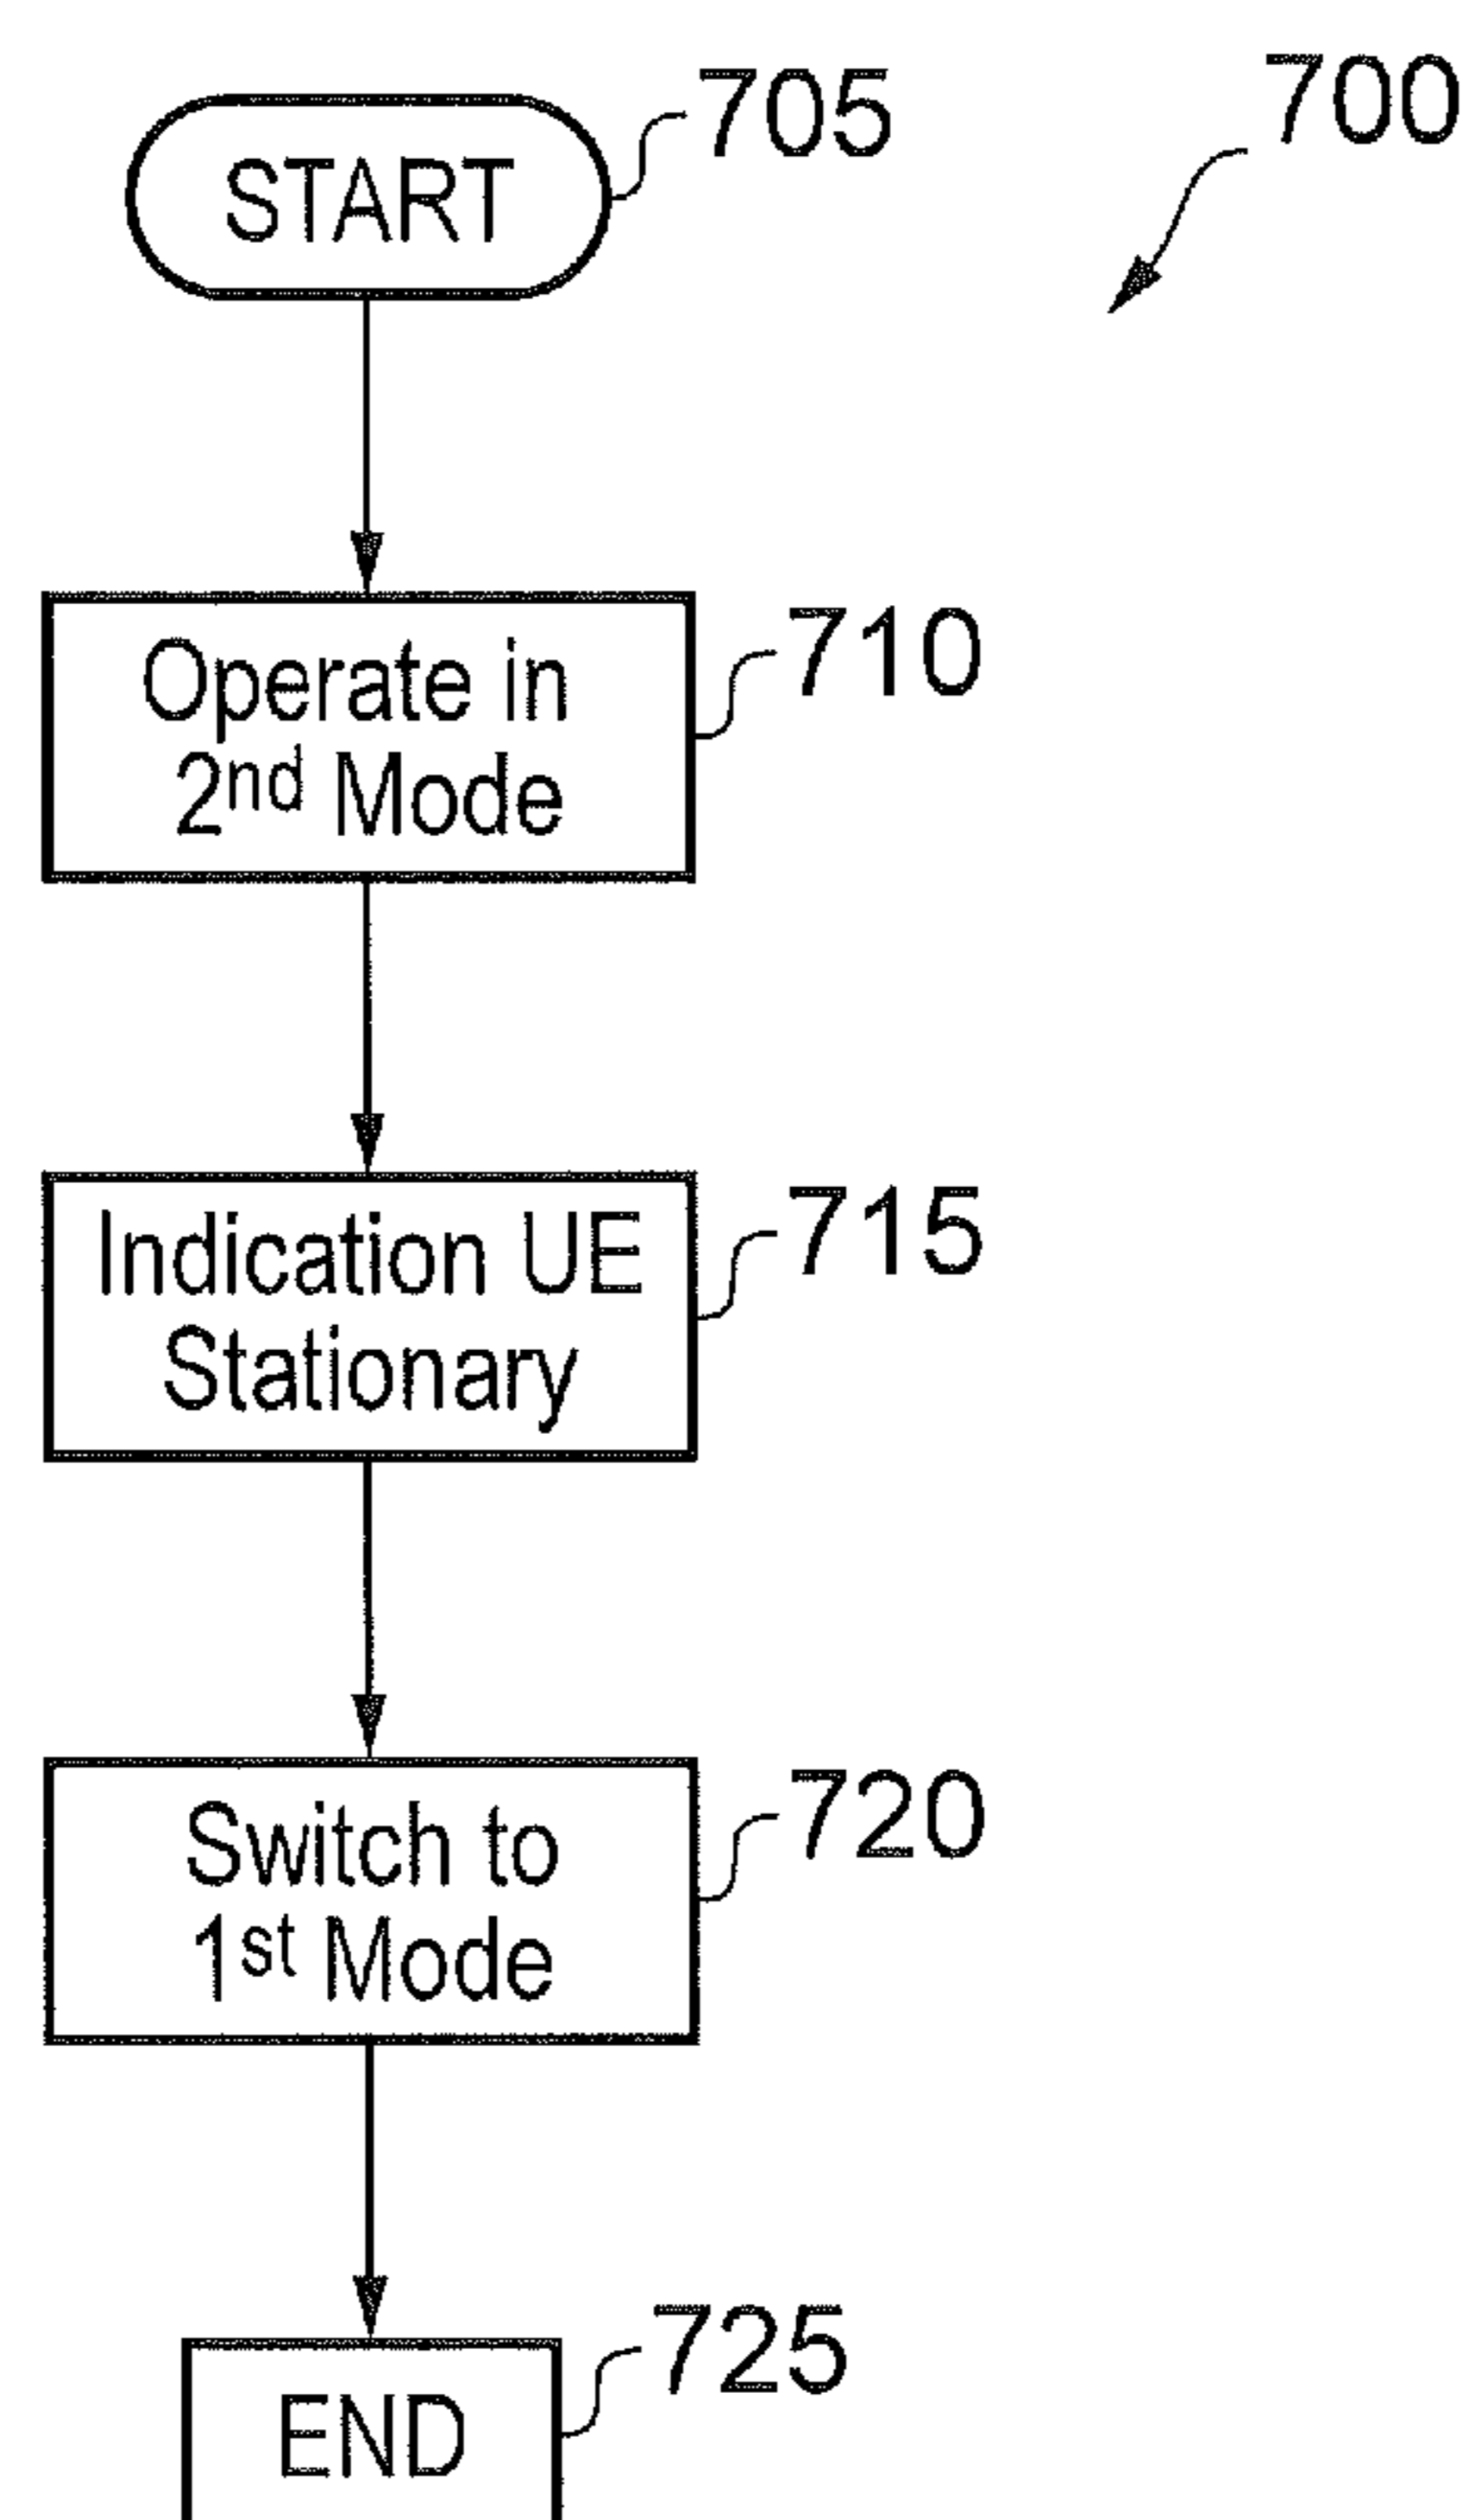 700
START 705
Operate in 710
2nd Mode
Indication UE 715
Stationary
Switch to 720
1st Mode
END 725